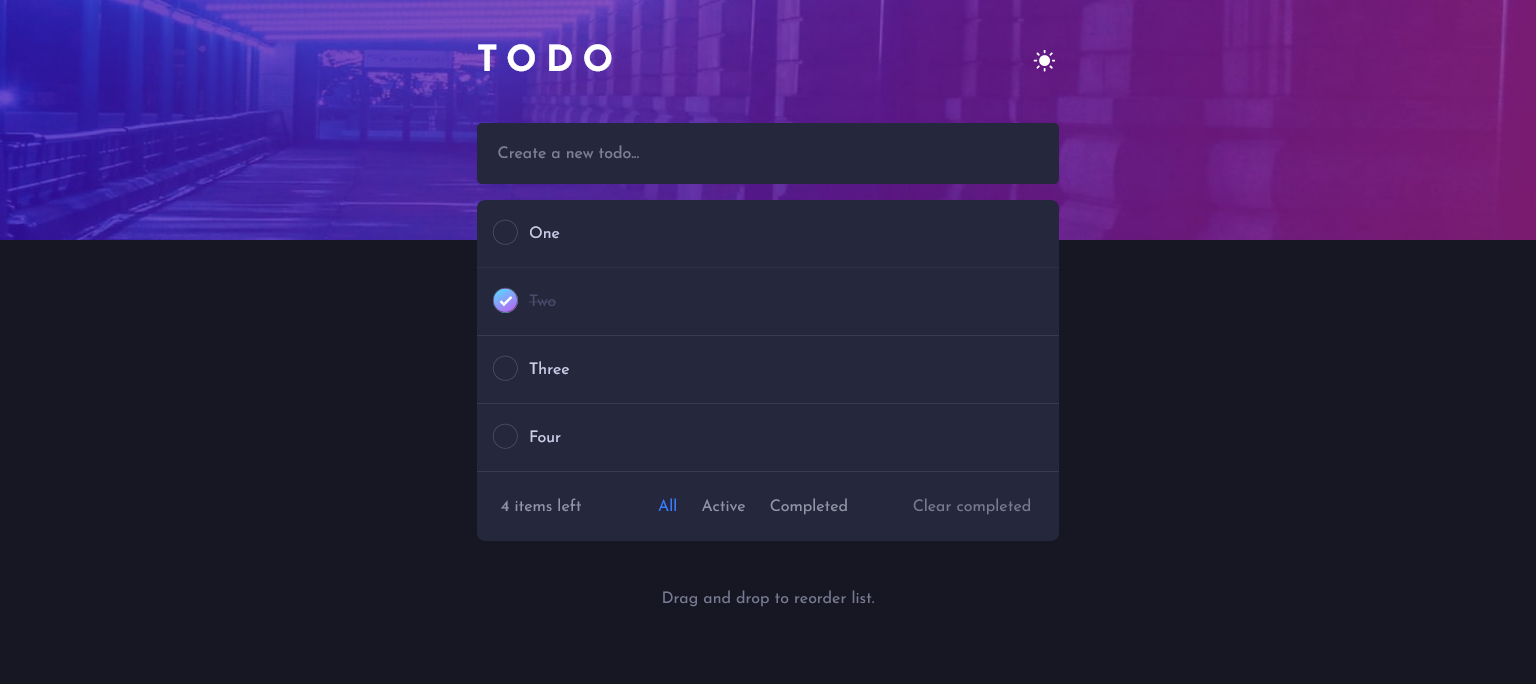 TODO
Create a new todo...
One
Two
Three
Four
4 items left All Active Completed Clear completed
Drag and drop to reorder list.